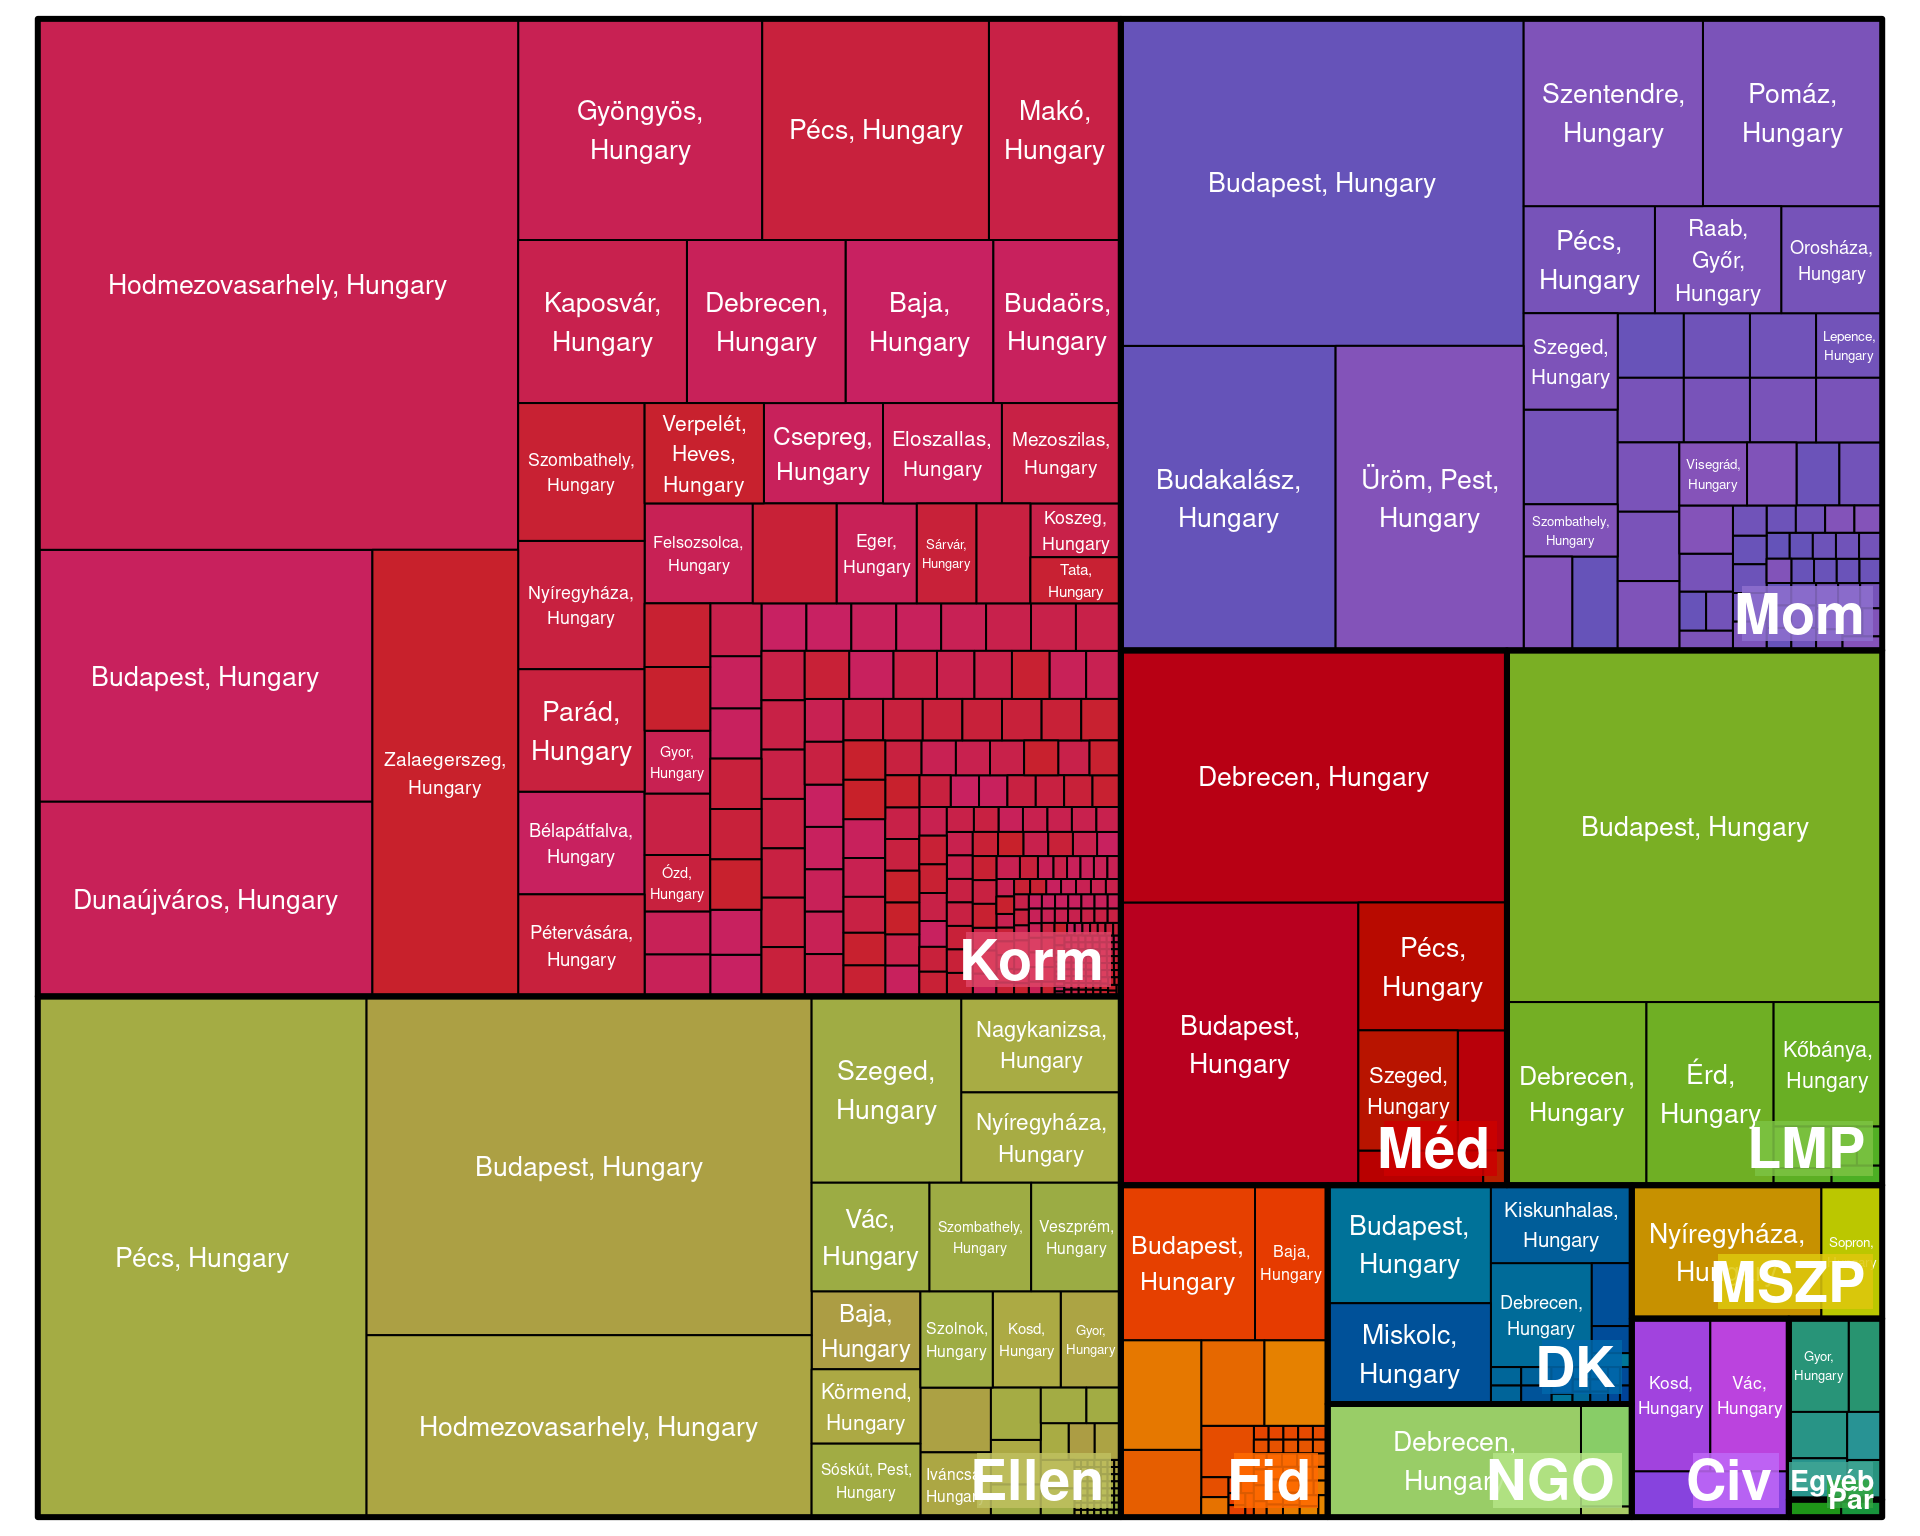 Hodmezovasarhely, Hungary
Gyöngyös,
Hungary
Pécs, Hungary
Makó,
Hungary
Kaposvár,
Hungary
Debrecen,
Hungary
Baja,
Hungary
Budaörs,
Hungary
Szombathely,
Hungary
Verpelét,
Heves,
Hungary
Csepreg,
Hungary
Eloszallas,
Hungary
Mezoszilas,
Hungary
Felsozsolca,
Hungary
Eger,
Hungary
Sárvár,
Hungary
Koszeg,
Hungary
Tata,
Hungary
Budapest, Hungary
Zalaegerszeg,
Hungary
Dunaújváros, Hungary
Nyíregyháza,
Hungary
Parád,
Hungary
Gyor,
Hungary
Bélapátfalva,
Hungary
Ózd,
Hungary
Pétervására,
Hungary
Korm
Budapest, Hungary
Szentendre,
Hungary
Pomáz,
Hungary
Pécs,
Hungary
Raab,
Győr,
Hungary
Orosháza,
Hungary
Szeged,
Hungary
Lepence,
Hungary
Budakalász,
Hungary
Üröm, Pest,
Hungary
Visegrád,
Hungary
Szombathely,
Hungary
Mom
Debrecen, Hungary
Budapest,
Hungary
Pécs,
Hungary
Szeged,
Hungary
Méd
Budapest, Hungary
Debrecen,
Hungary
Érd,
Hungary
Kőbánya,
Hungary
LMP
Pécs, Hungary
Budapest, Hungary
Hodmezovasarhely, Hungary
Szeged,
Hungary
Nagykanizsa,
Hungary
Nyíregyháza,
Hungary
Vác,
Hungary
Szombathely,
Hungary
Veszprém,
Hungary
Baja,
Hungary
Szolnok,
Hungary
Kosd,
Hungary
Gyor,
Hungary
Körmend,
Hungary
Sóskút, Pest,
Hungary
Iváncsa
Hungary
Ellen
Budapest,
Hungary
Baja,
Hungary
Fid
Budapest,
Hungary
Kiskunhalas,
Hungary
Debrecen,
Hungary
Miskolc,
Hungary
DK
Debrecen,
Hungary
NGO
Nyíregyháza,
Hungary
Sopron,
MSZP
Kosd,
Hungary
Vác,
Hungary
Civ
Gyor,
Hungary
Egyéb
Pár